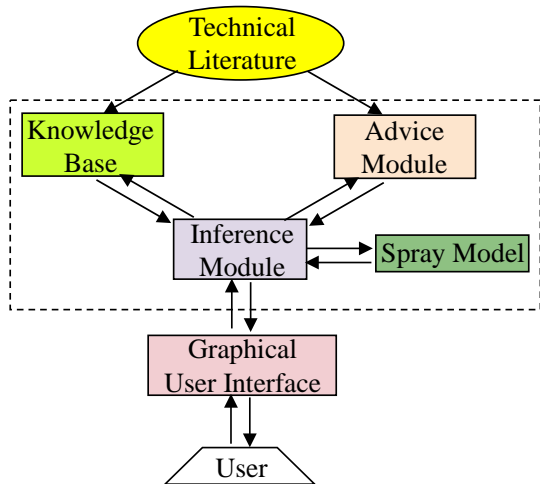 Technical
Literature
Knowledge
Base
Advice
Module
Inference
Module
Spray Model
Graphical
User Interface
User